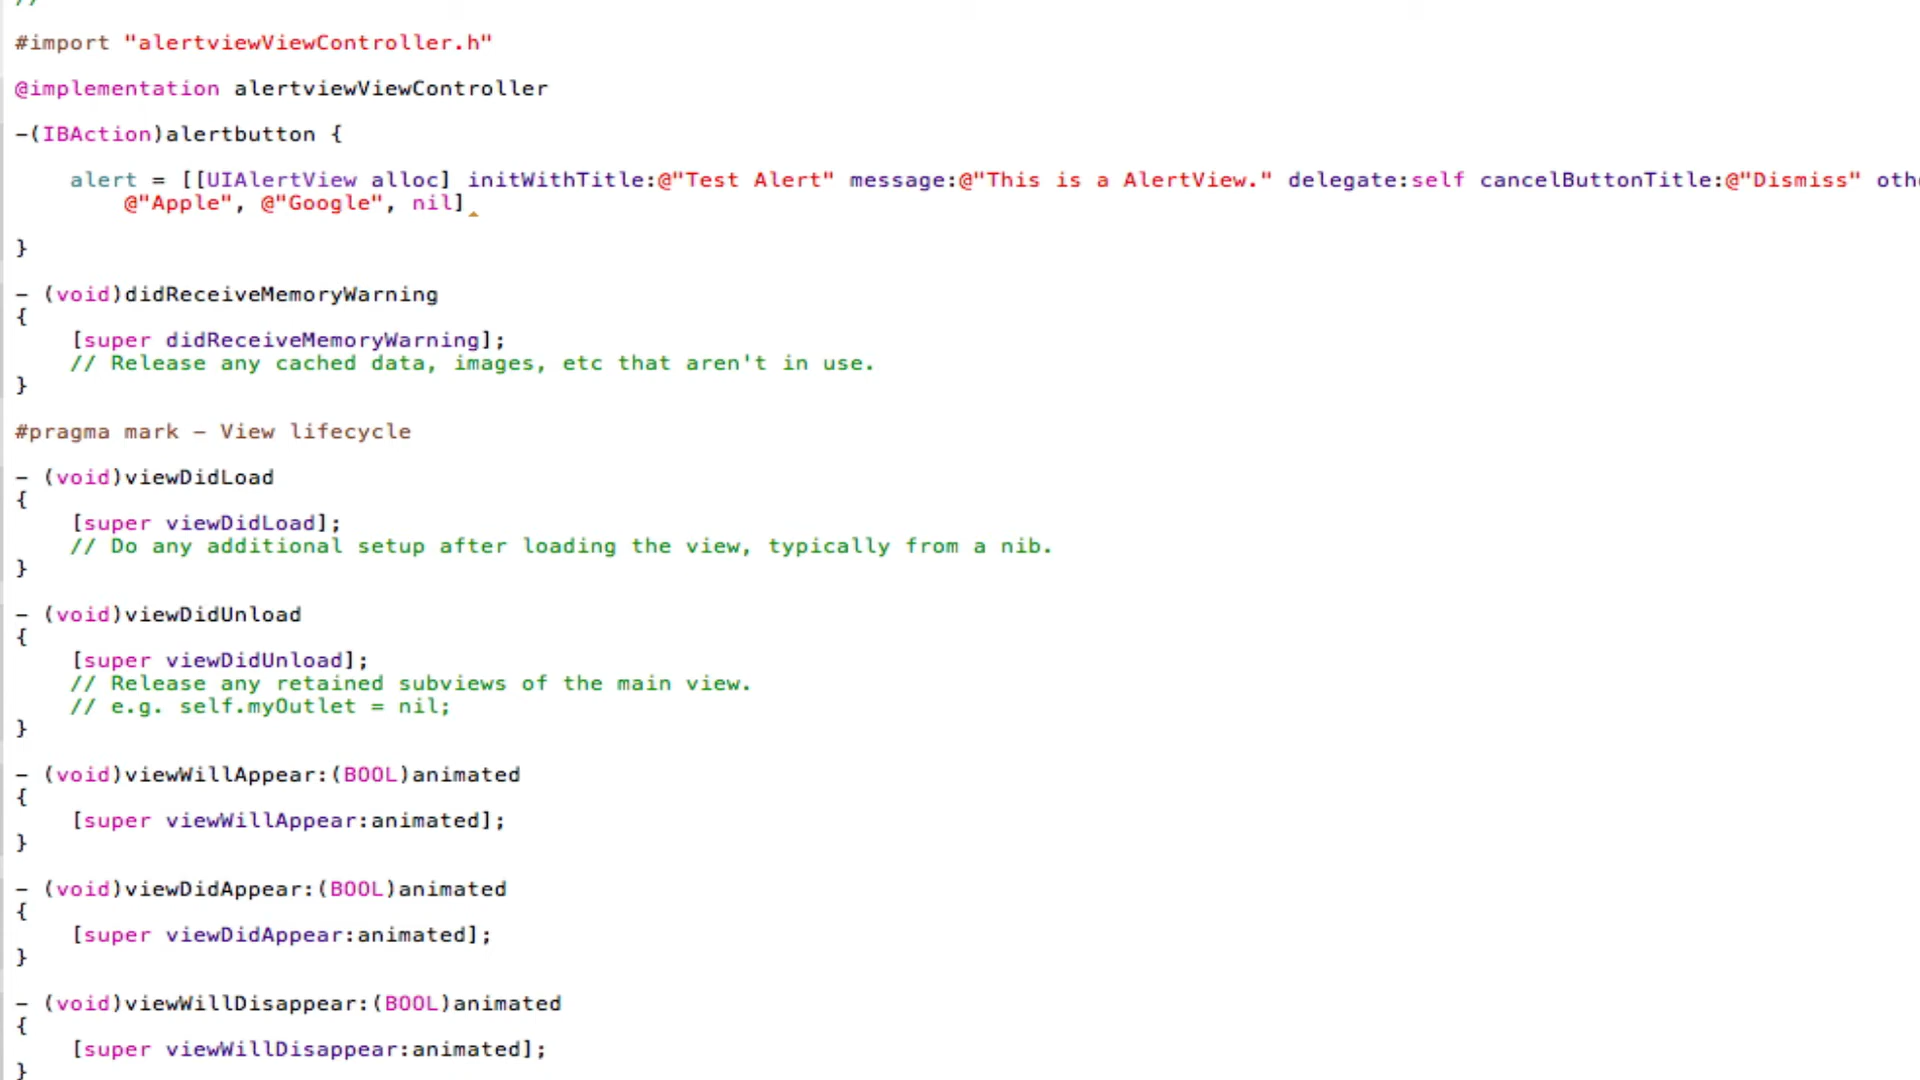 //
#import "alertviewViewController.h"
@implementation alertviewViewController
-(IBAction)alertbutton {
alert = [[UIAlertView alloc] initWithTitle:@"Test Alert" message:@"This is a AlertView." delegate:self cancelButtonTitle:@"Dismiss"
@"Apple", @"Google", nil]
}
- (void)didReceiveMemoryWarning
{
[super didReceiveMemoryWarning];
// Release any cached data, images, etc that aren't in use.
}
#pragma mark - View lifecycle
- (void)viewDidLoad
{
[super viewDidLoad];
// Do any additional setup after loading the view, typically from a nib.
}
- (void)viewDidUnload
{
[super viewDidUnload];
// Release any retained subviews of the main view.
// e.g. self.myOutlet = nil;
}
- (void)viewWillAppear:(BOOL)animated
{
[super viewWillAppear:animated];
}
- (void)viewDidAppear:(BOOL)animated
{
[super viewDidAppear:animated];
}
- (void)viewWillDisappear:(BOOL)animated
{
[super viewWillDisappear:animated];
}